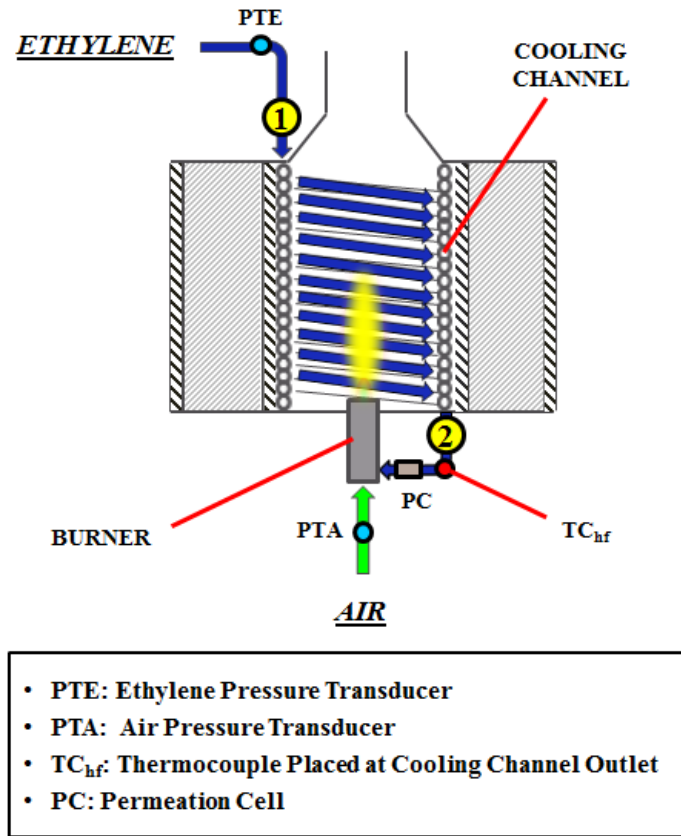 PTE
ETHYLENE
COOLING
CHANNEL
1
2
PC
BURNER
PTA
TChf
AIR
• PTE: Ethylene Pressure Transducer
• PTA: Air Pressure Transducer
• TChf: Thermocouple Placed at Cooling Channel Outlet
• PC: Permeation Cell